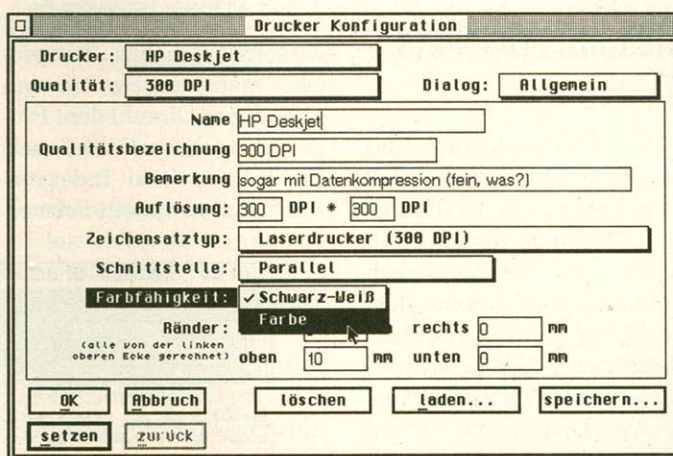 Drucker Konfiguration
Drucker: HP Deskjet
Qualität: 300 DPI Dialog: Allgemein
Name HP Deskjet
Qualitätsbezeichnung 300 DPI
Bemerkung sogar mit Datenkompression (fein, was?)
Auflösung: 300 DPI * 300 DPI
Zeichensatztyp: Laserdrucker (300 DPI)
Schnittstelle: Parallel
Farbfähigkeit: ✓ Schwarz-Weiß
Farbe
Ränder: rechts 0 mm
(alle von der linken
oberen Ecke gerechnet) oben 10 mm unten 0 mm
OK Abbruch löschen laden... speichern...
setzen zurück